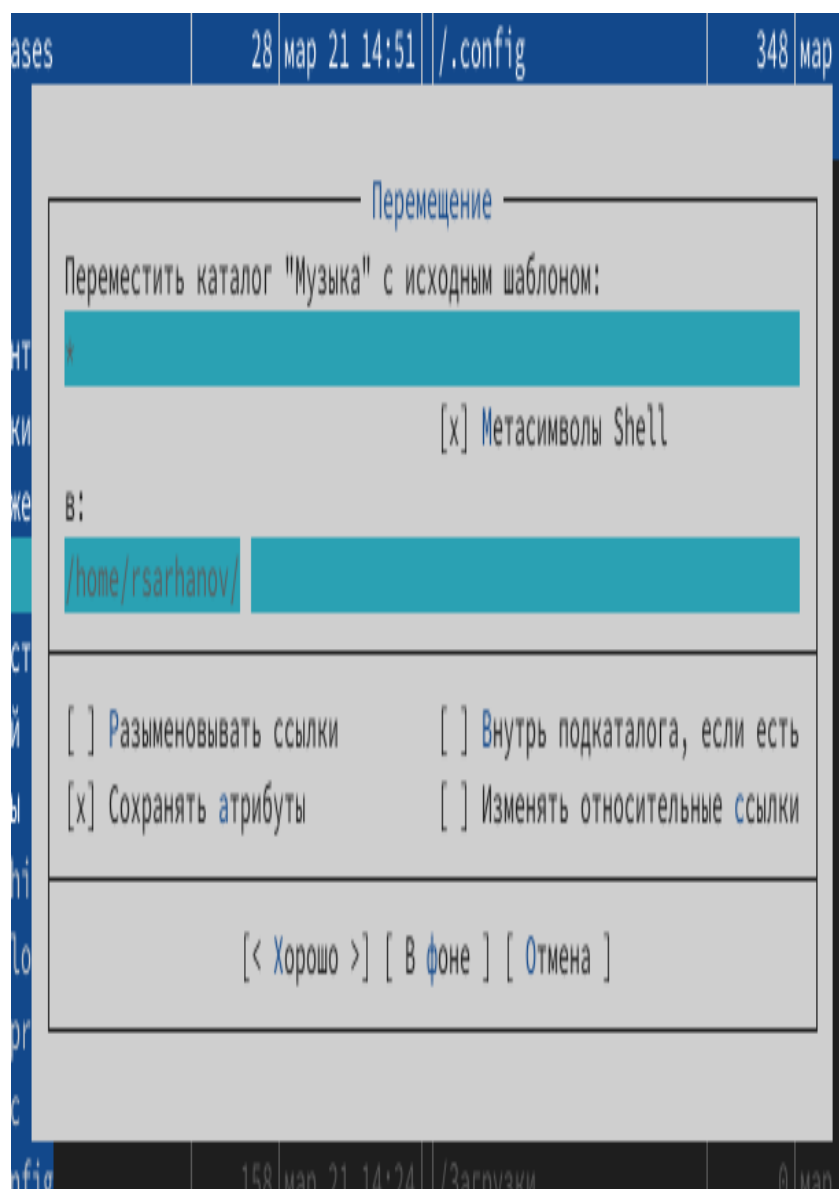 ases 28 мар 21 14:51 /.config 348 мар
Перемещение
Переместить каталог "Музыка" с исходным шаблоном:
*
[x] Метасимволы Shell
в:
/home/rsarhanov/
[ ] Разыменовывать ссылки [ ] Внутрь подкаталога, если есть
[x] Сохранять атрибуты [ ] Изменять относительные ссылки
[< Хорошо >] [ В фоне ] [ Отмена ]
nfig 158 мар 21 14:24 /Загрузки 0 мар